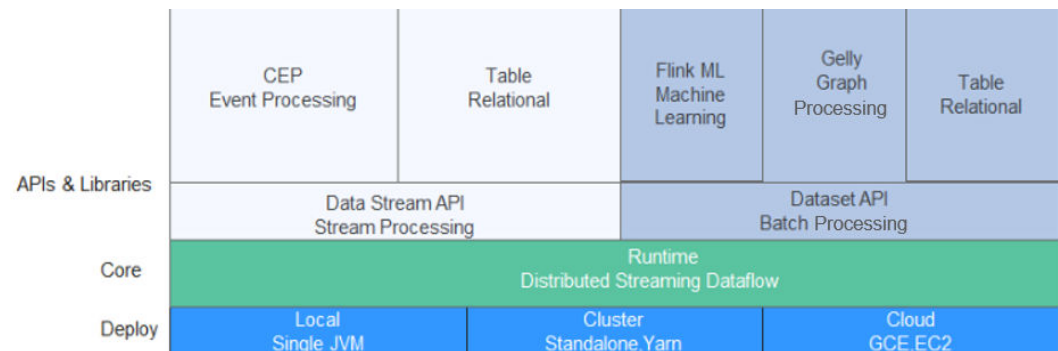 CEP
Event Processing
Table
Relational
Flink ML
Machine
Learning
Gelly
Graph
Processing
Table
Relational
APIs & Libraries
Data Stream API
Stream Processing
Dataset API
Batch Processing
Core
Runtime
Distributed Streaming Dataflow
Deploy
Local
Single JVM
Cluster
Standalone.Yarn
Cloud
GCE.EC2